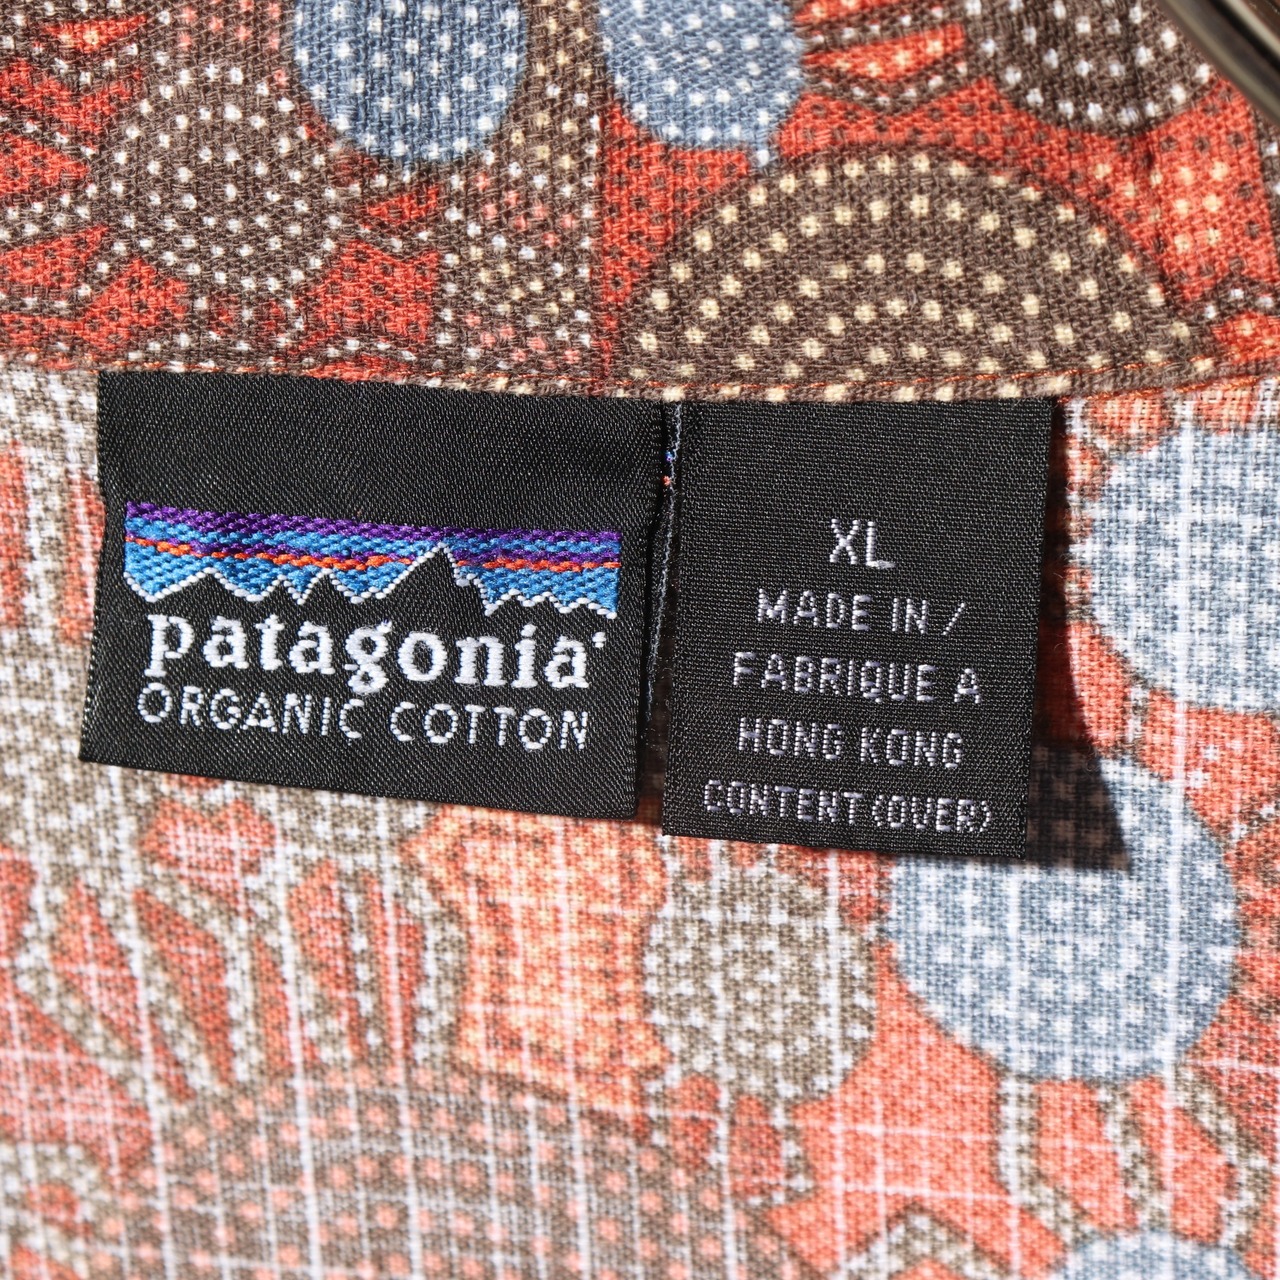 patagonia
ORGANIC COTTON
XL
MADE IN /
FABRIQUE A
HONG KONG
CONTENT (OVER)